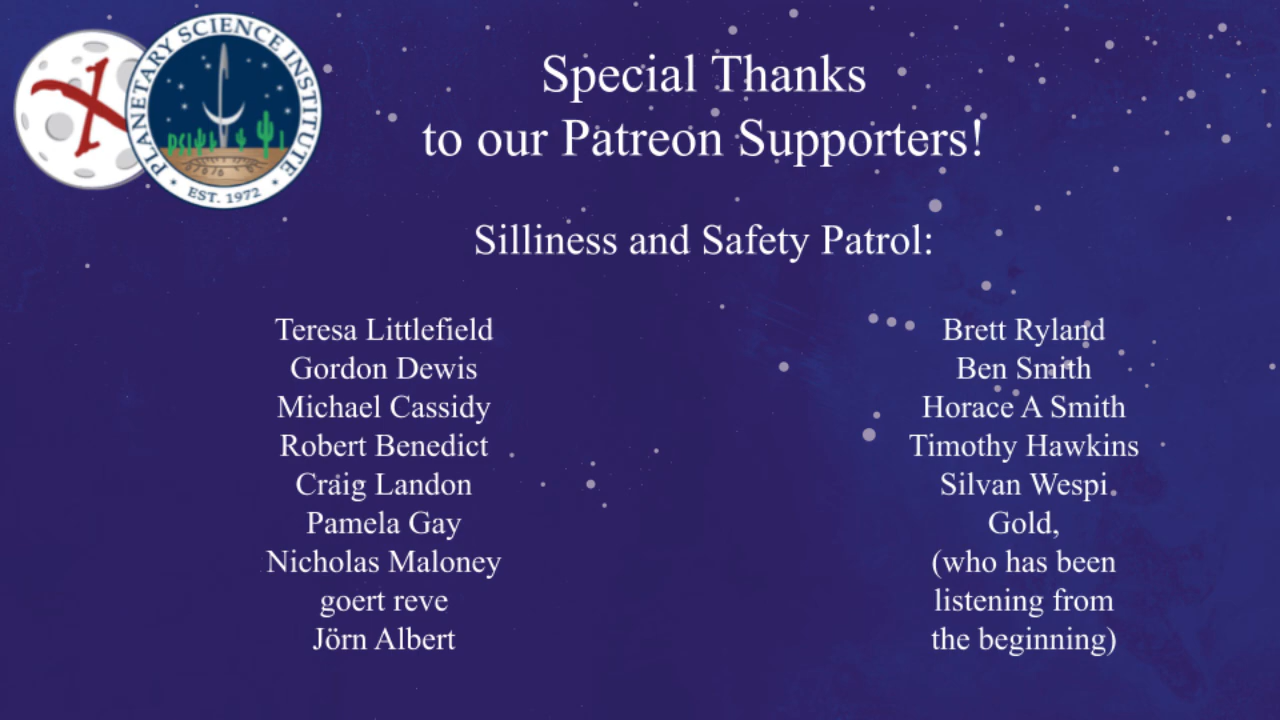 PLANETARY SCIENCE INSTITUTE
PSI
EST. 1972
Special Thanks
to our Patreon Supporters!
Silliness and Safety Patrol:
Teresa Littlefield
Gordon Dewis
Michael Cassidy
Robert Benedict
Craig Landon
Pamela Gay
Nicholas Maloney
goert reve
Jörn Albert
Brett Ryland
Ben Smith
Horace A Smith
Timothy Hawkins
Silvan Wespi
Gold,
(who has been
listening from
the beginning)